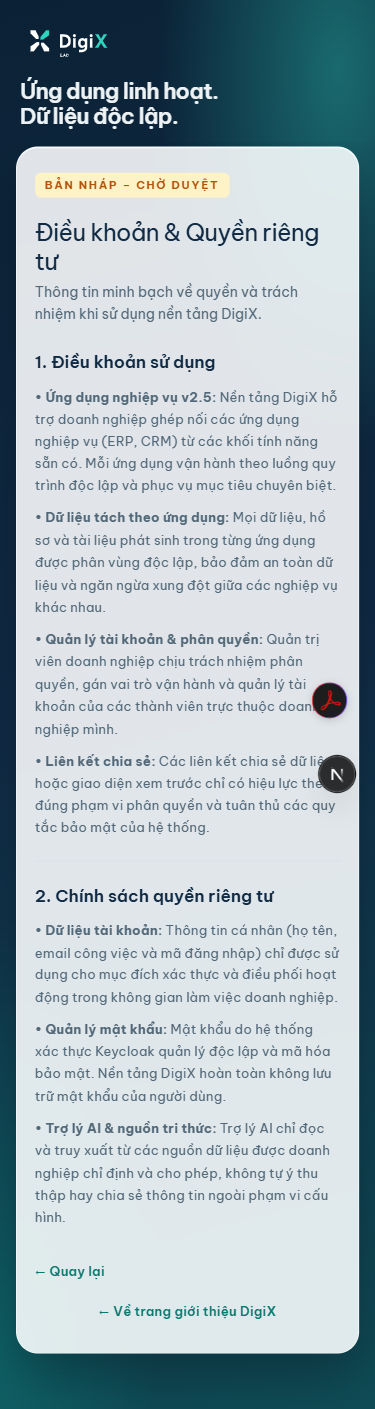 DigiX
LAC
Ứng dụng linh hoạt.
Dữ liệu độc lập.
BẢN NHÁP – CHỜ DUYỆT
Điều khoản & Quyền riêng
tư
Thông tin minh bạch về quyền và trách
nhiệm khi sử dụng nền tảng DigiX.
1. Điều khoản sử dụng
• Ứng dụng nghiệp vụ v2.5: Nền tảng DigiX hỗ
trợ doanh nghiệp ghép nối các ứng dụng
nghiệp vụ (ERP, CRM) từ các khối tính năng
sẵn có. Mỗi ứng dụng vận hành theo luồng quy
trình độc lập và phục vụ mục tiêu chuyên biệt.
• Dữ liệu tách theo ứng dụng: Mọi dữ liệu, hồ
sơ và tài liệu phát sinh trong từng ứng dụng
được phân vùng độc lập, bảo đảm an toàn dữ
liệu và ngăn ngừa xung đột giữa các nghiệp vụ
khác nhau.
• Quản lý tài khoản & phân quyền: Quản trị
viên doanh nghiệp chịu trách nhiệm phân
quyền, gán vai trò vận hành và quản lý tài
khoản của các thành viên trực thuộc doan
nghiệp mình.
• Liên kết chia sẻ: Các liên kết chia sẻ dữ liệ
hoặc giao diện xem trước chỉ có hiệu lực the
đúng phạm vi phân quyền và tuân thủ các quy
tắc bảo mật của hệ thống.
2. Chính sách quyền riêng tư
• Dữ liệu tài khoản: Thông tin cá nhân (họ tên,
email công việc và mã đăng nhập) chỉ được sử
dụng cho mục đích xác thực và điều phối hoạt
động trong không gian làm việc doanh nghiệp.
• Quản lý mật khẩu: Mật khẩu do hệ thống
xác thực Keycloak quản lý độc lập và mã hóa
bảo mật. Nền tảng DigiX hoàn toàn không lưu
trữ mật khẩu của người dùng.
• Trợ lý AI & nguồn tri thức: Trợ lý AI chỉ đọc
và truy xuất từ các nguồn dữ liệu được doanh
nghiệp chỉ định và cho phép, không tự ý thu
thập hay chia sẻ thông tin ngoài phạm vi cấu
hình.
← Quay lại
← Về trang giới thiệu DigiX